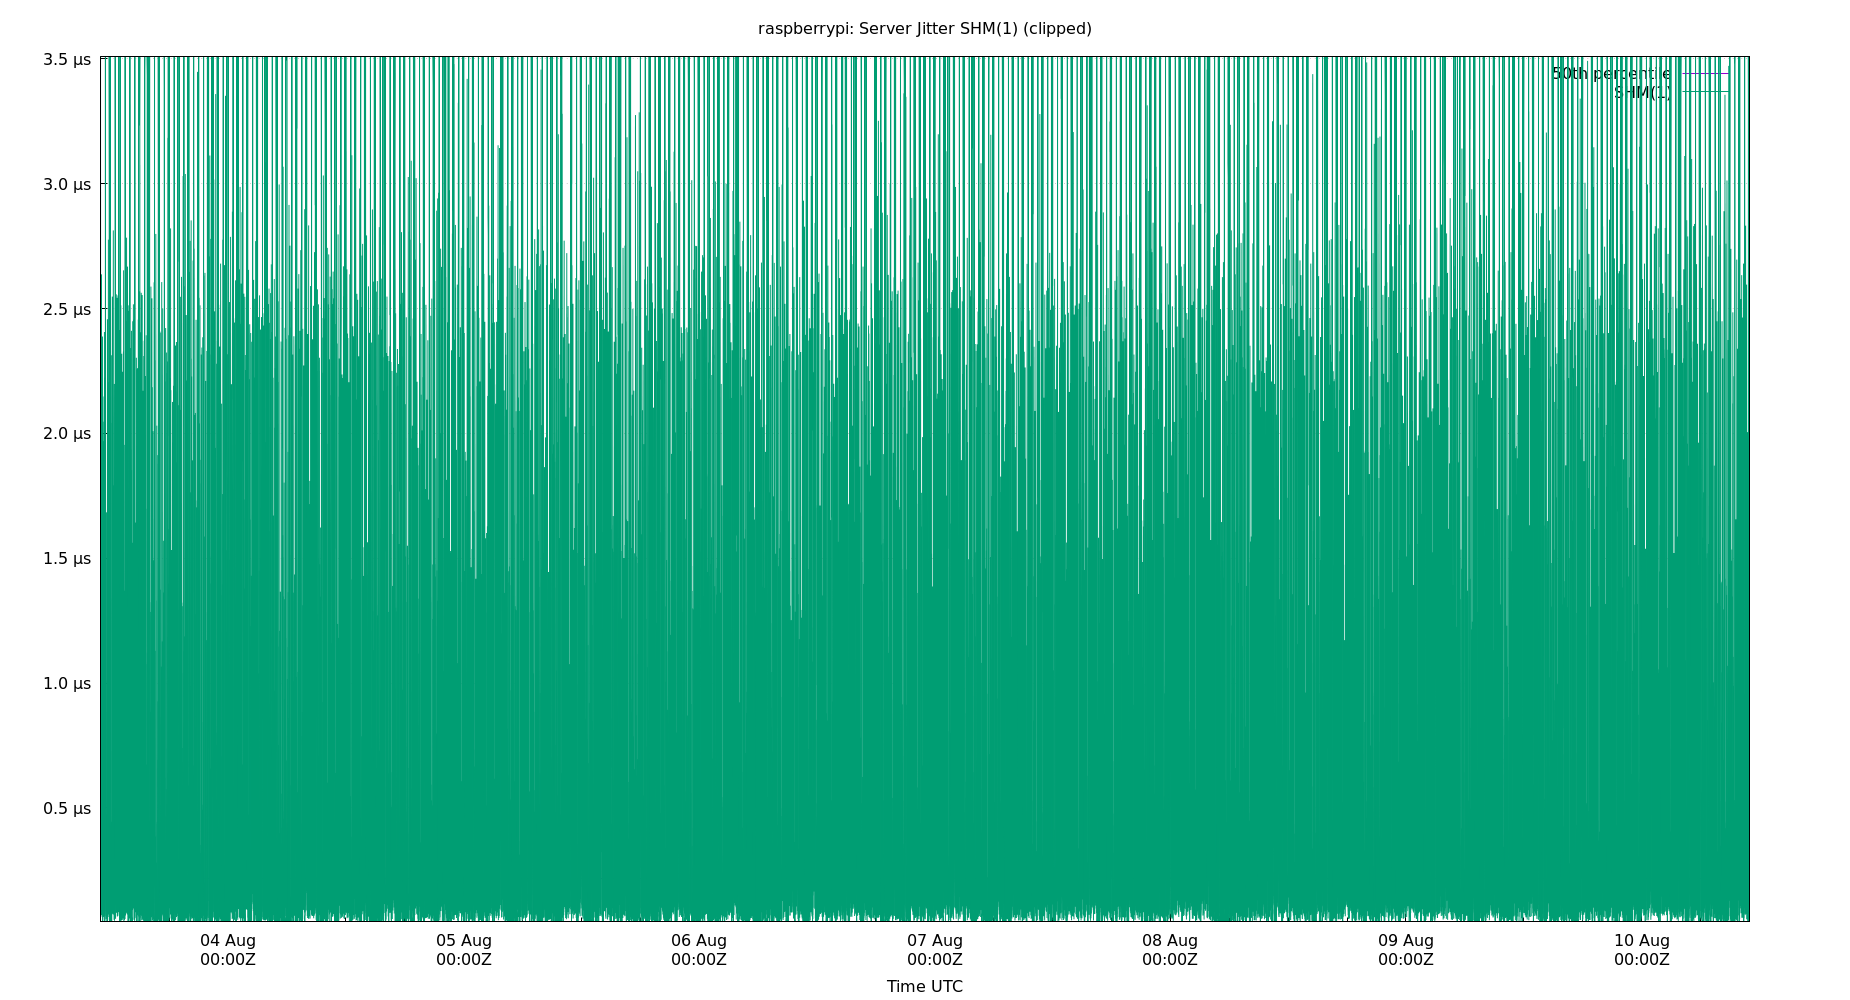 raspberrypi: Server Jitter SHM(1) (clipped)
3.5 µs
50th percentile
SHM(1)
3.0 µs
2.5 µs
2.0 µs
1.5 µs
1.0 µs
0.5 µs
04 Aug 05 Aug 06 Aug 07 Aug 08 Aug 09 Aug 10 Aug
00:00Z 00:00Z 00:00Z 00:00Z 00:00Z 00:00Z 00:00Z
Time UTC